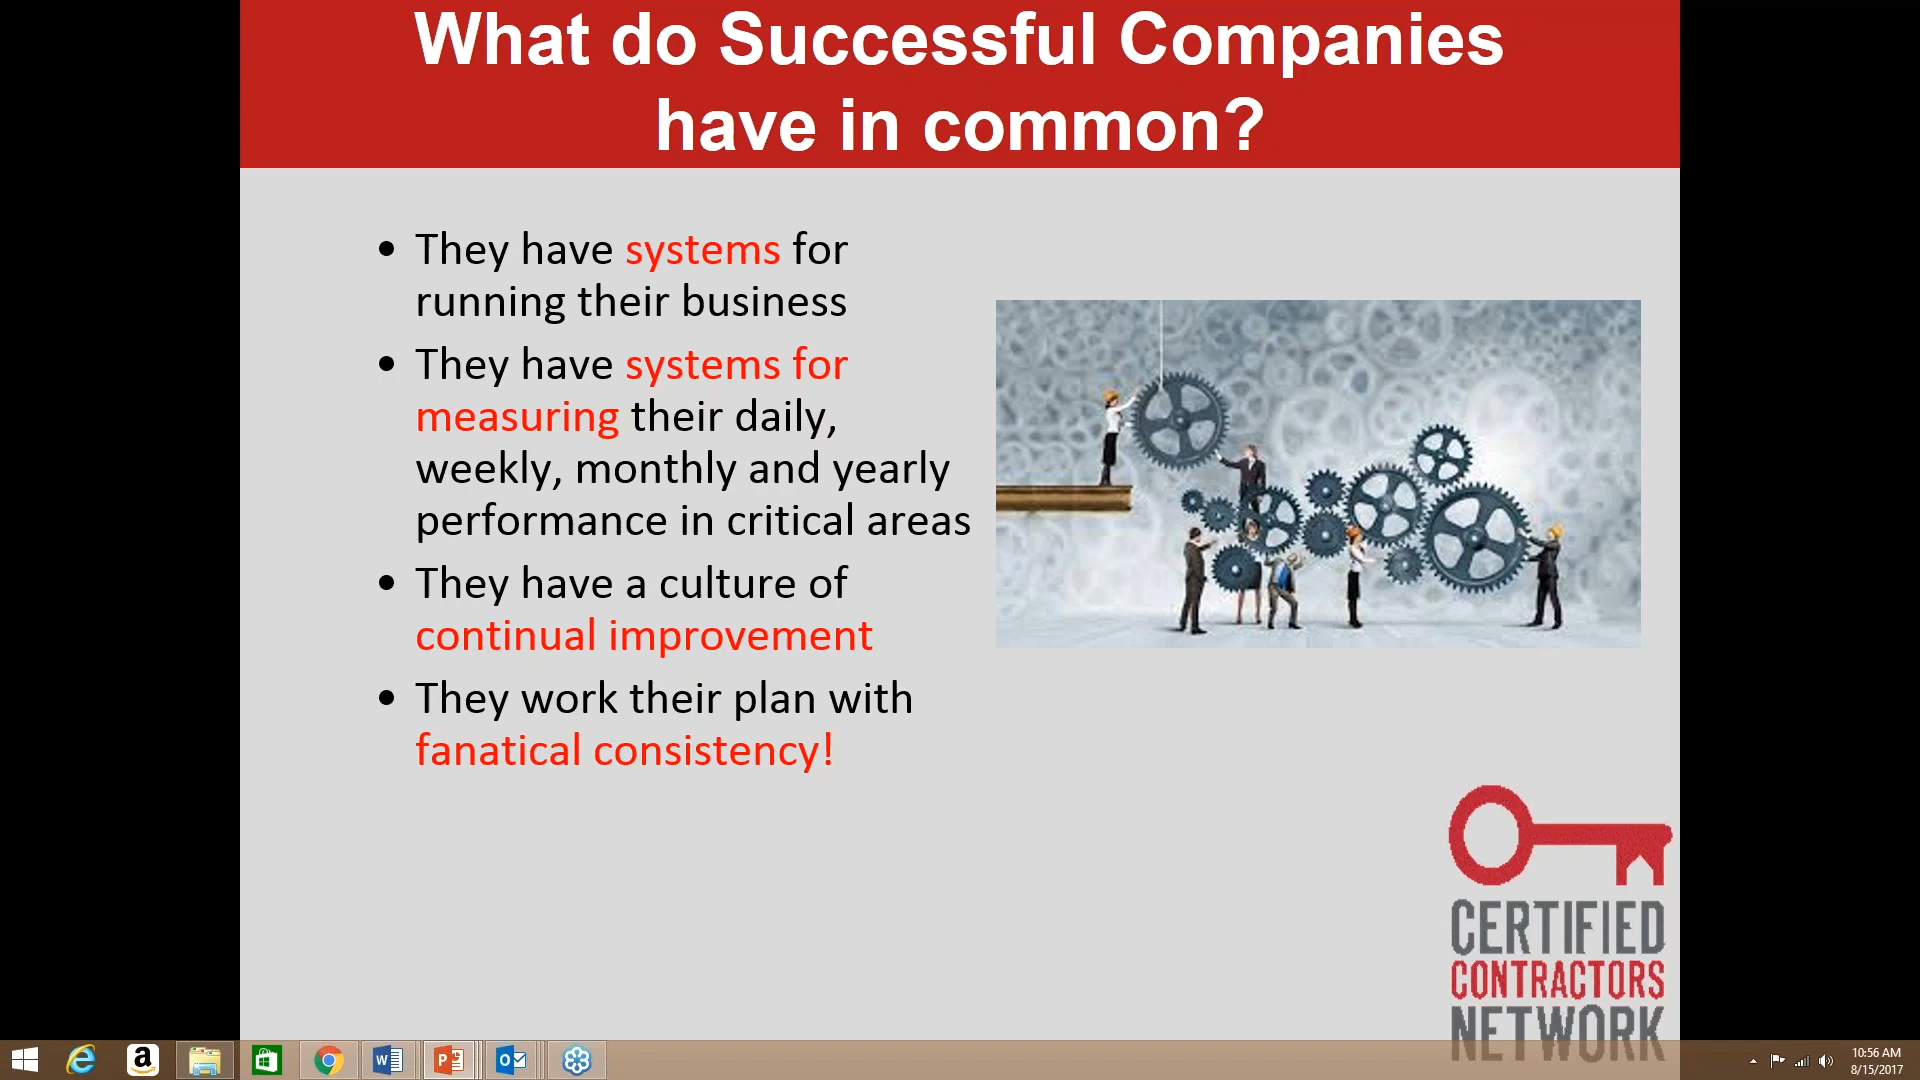 What do Successful Companies
have in common?
• They have systems for
running their business
• They have systems for
measuring their daily,
weekly, monthly and yearly
performance in critical areas
• They have a culture of
continual improvement
• They work their plan with
fanatical consistency!
CERTIFIED
CONTRACTORS
NETWORK
10:56 AM
8/15/2017